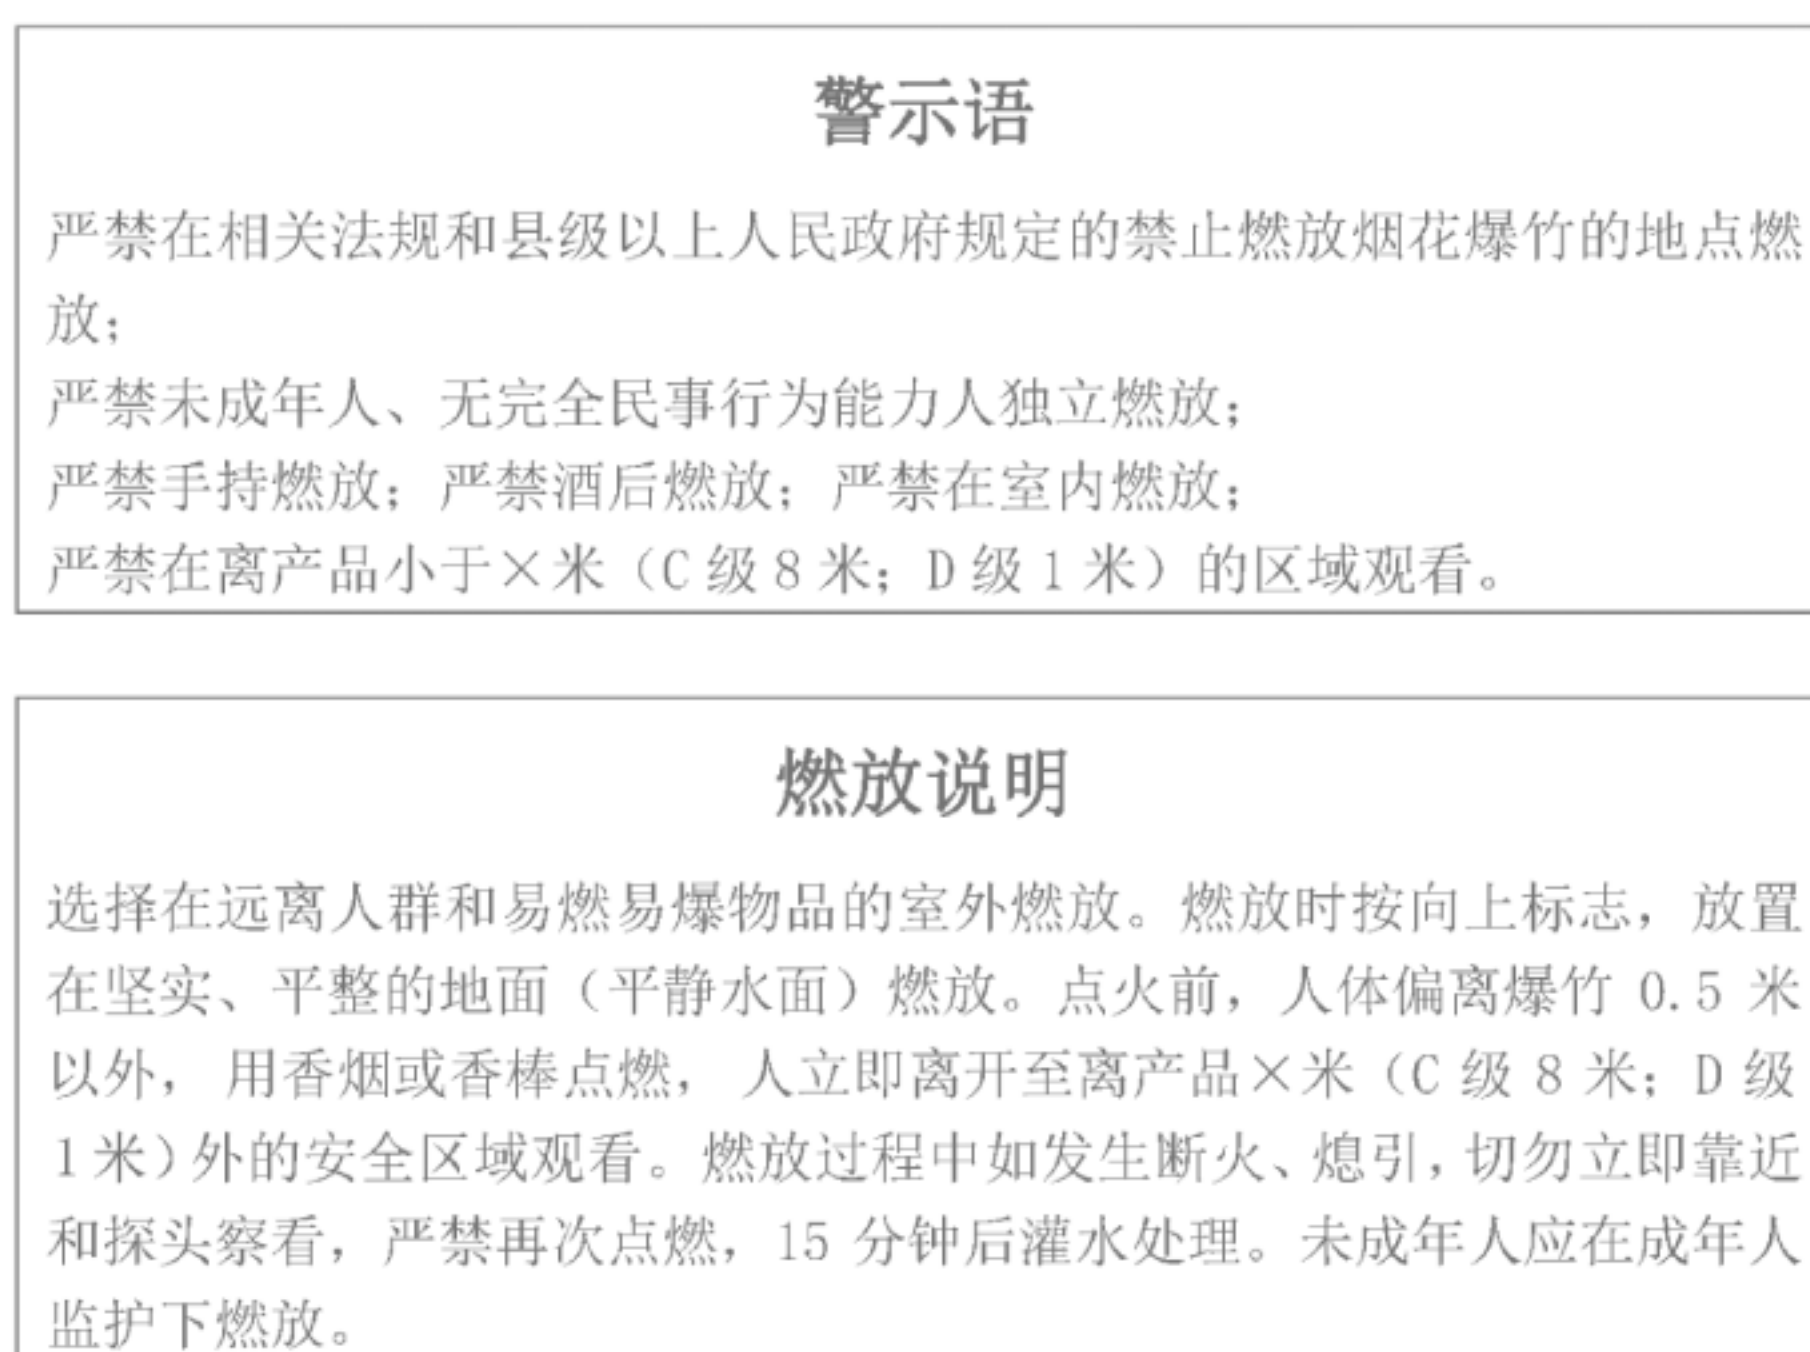 警示语
严禁在相关法规和县级以上人民政府规定的禁止燃放烟花爆竹的地点燃
放；
严禁未成年人、无完全民事行为能力人独立燃放；
严禁手持燃放；严禁酒后燃放；严禁在室内燃放；
严禁在离产品小于×米（C 级 8 米；D 级 1 米）的区域观看。
燃放说明
选择在远离人群和易燃易爆物品的室外燃放。燃放时按向上标志，放置
在坚实、平整的地面（平静水面）燃放。点火前，人体偏离爆竹 0.5 米
以外， 用香烟或香棒点燃， 人立即离开至离产品×米（C 级 8 米；D 级
1 米）外的安全区域观看。燃放过程中如发生断火、熄引，切勿立即靠近
和探头察看，严禁再次点燃，15 分钟后灌水处理。未成年人应在成年人
监护下燃放。